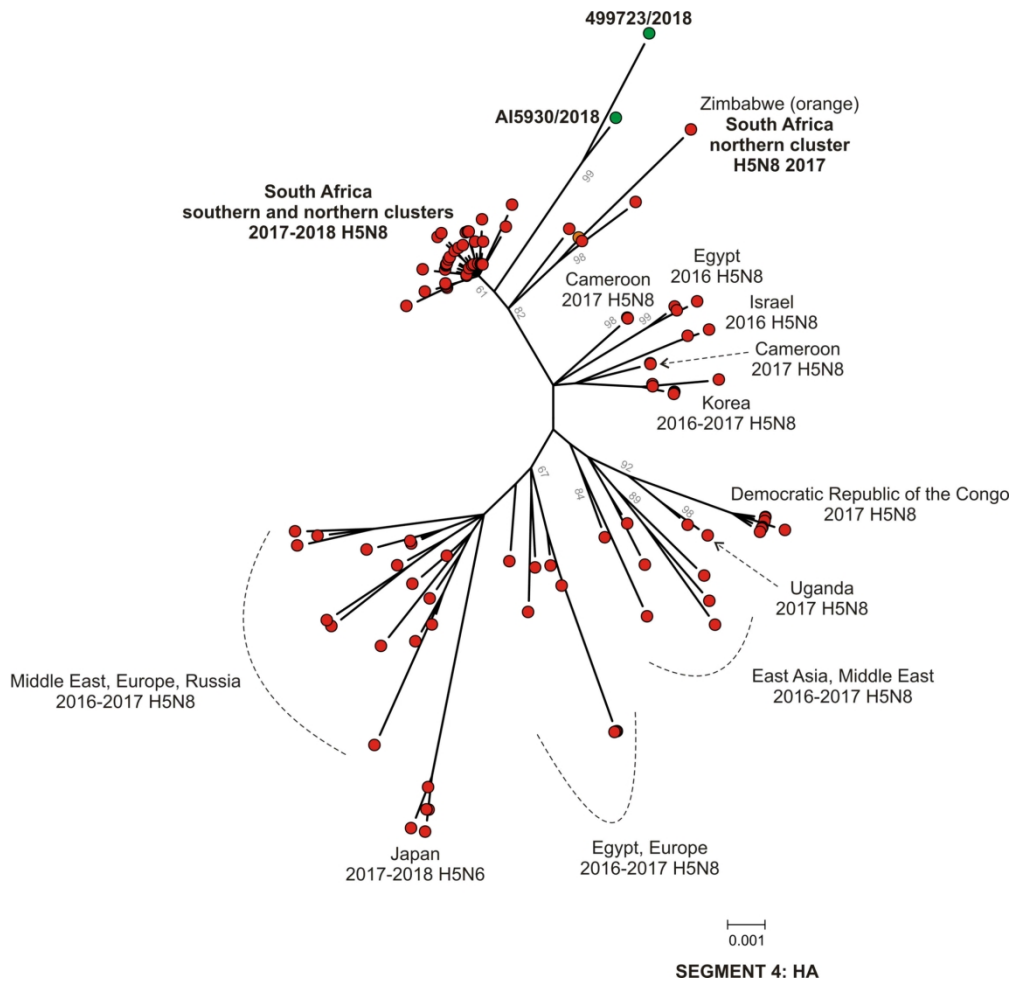 499723/2018
AI5930/2018
Zimbabwe (orange)
South Africa
northern cluster
H5N8 2017
99
South Africa
southern and northern clusters
2017-2018 H5N8
98
61
82
Cameroon
2017 H5N8
98
Egypt
2016 H5N8
99
Israel
2016 H5N8
Cameroon
2017 H5N8
Korea
2016-2017 H5N8
67
84
92
89
98
Democratic Republic of the Congo
2017 H5N8
Uganda
2017 H5N8
East Asia, Middle East
2016-2017 H5N8
Middle East, Europe, Russia
2016-2017 H5N8
Japan
2017-2018 H5N6
Egypt, Europe
2016-2017 H5N8
0.001
SEGMENT 4: HA